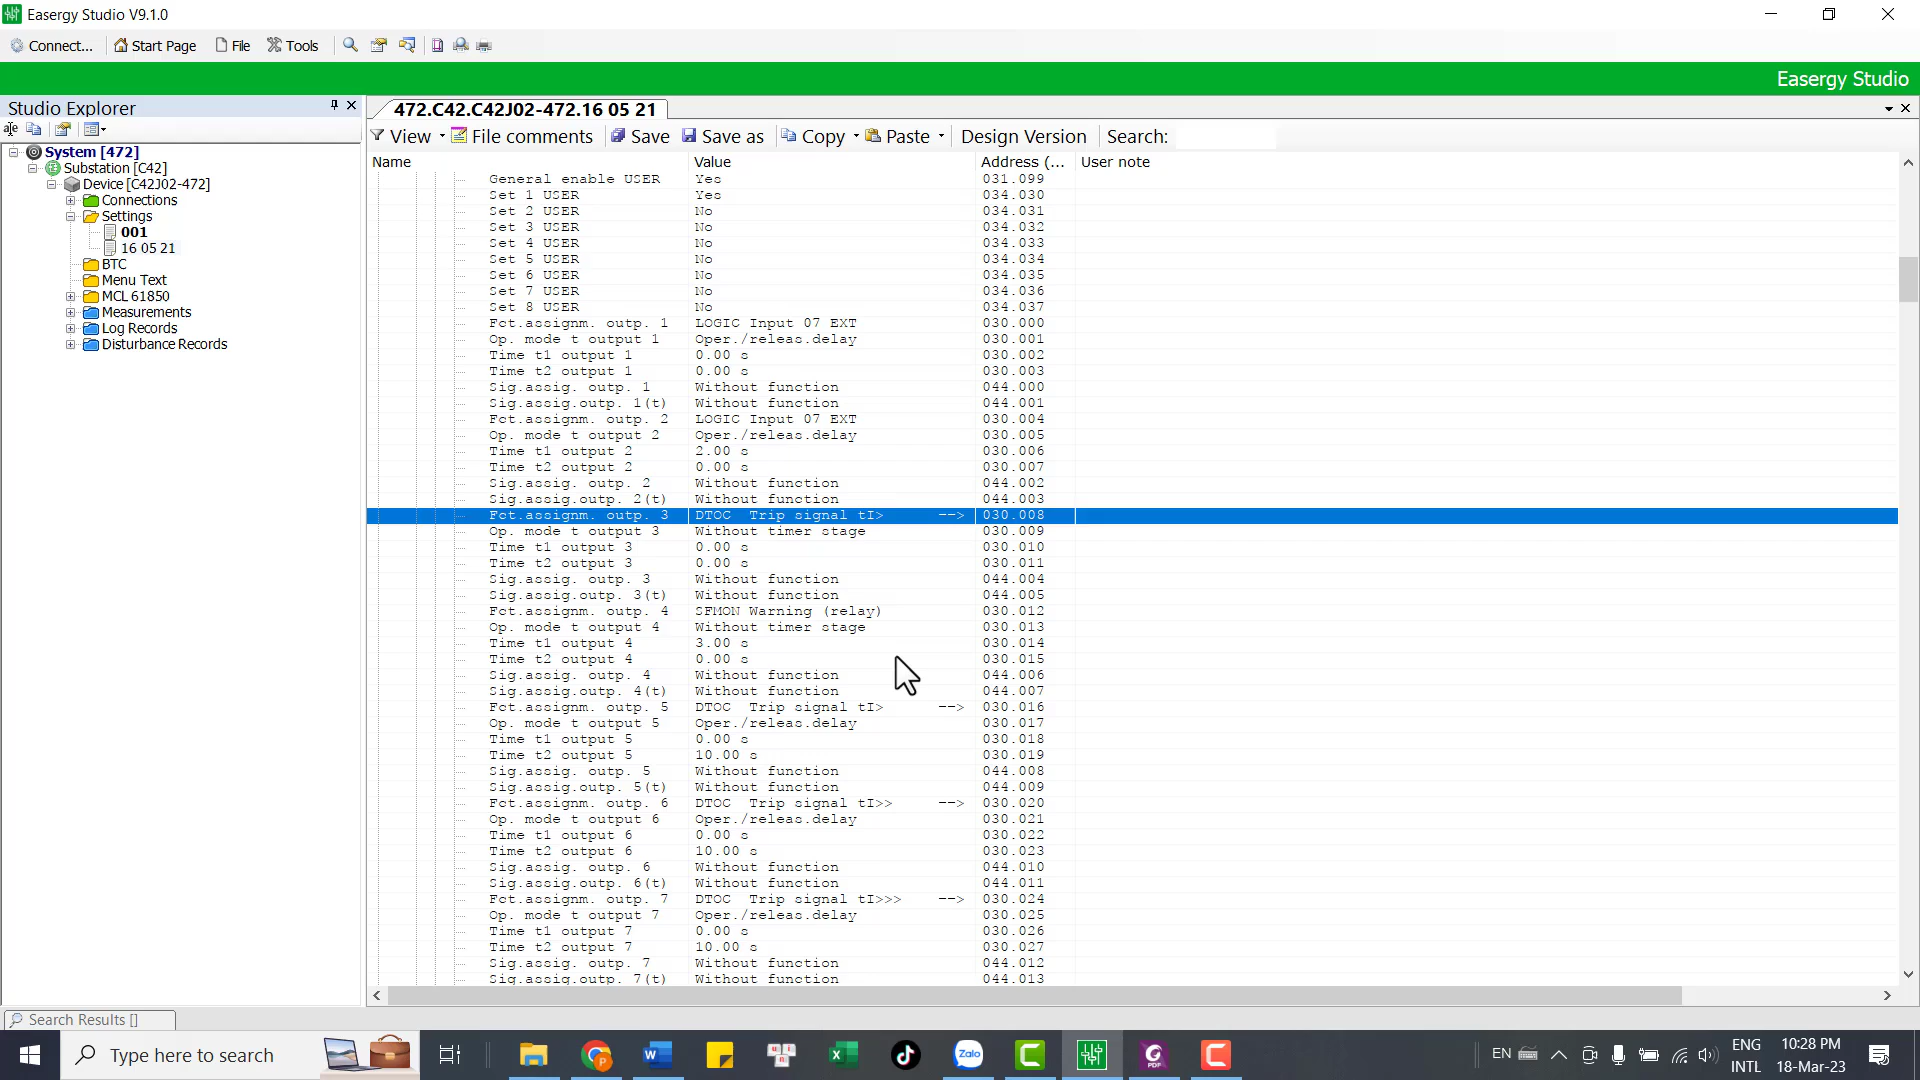 Easergy Studio V9.1.0
Connect... Start Page File Tools
Easergy Studio
Studio Explorer
System [472]
Substation [C42]
Device [C42J02-472]
Connections
Settings
001
16 05 21
BTC
Menu Text
MCL 61850
Measurements
Log Records
Disturbance Records
472.C42.C42J02-472.16 05 21
View File comments Save Save as Copy Paste Design Version Search:
Name Value Address (... User note
General enable USER Yes 031.099
Set 1 USER Yes 034.030
Set 2 USER No 034.031
Set 3 USER No 034.032
Set 4 USER No 034.033
Set 5 USER No 034.034
Set 6 USER No 034.035
Set 7 USER No 034.036
Set 8 USER No 034.037
Fct.assignm. outp. 1 LOGIC Input 07 EXT 030.000
Op. mode t output 1 Oper./releas.delay 030.001
Time t1 output 1 0.00 s 030.002
Time t2 output 1 0.00 s 030.003
Sig.assig. outp. 1 Without function 044.000
Sig.assig.outp. 1(t) Without function 044.001
Fct.assignm. outp. 2 LOGIC Input 07 EXT 030.004
Op. mode t output 2 Oper./releas.delay 030.005
Time t1 output 2 2.00 s 030.006
Time t2 output 2 0.00 s 030.007
Sig.assig. outp. 2 Without function 044.002
Sig.assig.outp. 2(t) Without function 044.003
Fct.assignm. outp. 3 DTOC Trip signal tI> --> 030.008
Op. mode t output 3 Without timer stage 030.009
Time t1 output 3 0.00 s 030.010
Time t2 output 3 0.00 s 030.011
Sig.assig. outp. 3 Without function 044.004
Sig.assig.outp. 3(t) Without function 044.005
Fct.assignm. outp. 4 SFMON Warning (relay) 030.012
Op. mode t output 4 Without timer stage 030.013
Time t1 output 4 3.00 s 030.014
Time t2 output 4 0.00 s 030.015
Sig.assig. outp. 4 Without function 044.006
Sig.assig.outp. 4(t) Without function 044.007
Fct.assignm. outp. 5 DTOC Trip signal tI> --> 030.016
Op. mode t output 5 Oper./releas.delay 030.017
Time t1 output 5 0.00 s 030.018
Time t2 output 5 10.00 s 030.019
Sig.assig. outp. 5 Without function 044.008
Sig.assig.outp. 5(t) Without function 044.009
Fct.assignm. outp. 6 DTOC Trip signal tI>> --> 030.020
Op. mode t output 6 Oper./releas.delay 030.021
Time t1 output 6 0.00 s 030.022
Time t2 output 6 10.00 s 030.023
Sig.assig. outp. 6 Without function 044.010
Sig.assig.outp. 6(t) Without function 044.011
Fct.assignm. outp. 7 DTOC Trip signal tI>>> --> 030.024
Op. mode t output 7 Oper./releas.delay 030.025
Time t1 output 7 0.00 s 030.026
Time t2 output 7 10.00 s 030.027
Sig.assig. outp. 7 Without function 044.012
Sig.assig.outp. 7(t) Without function 044.013
Search Results []
Type here to search
Zalo
PDF
EN
ENG
INTL
10:28 PM
18-Mar-23